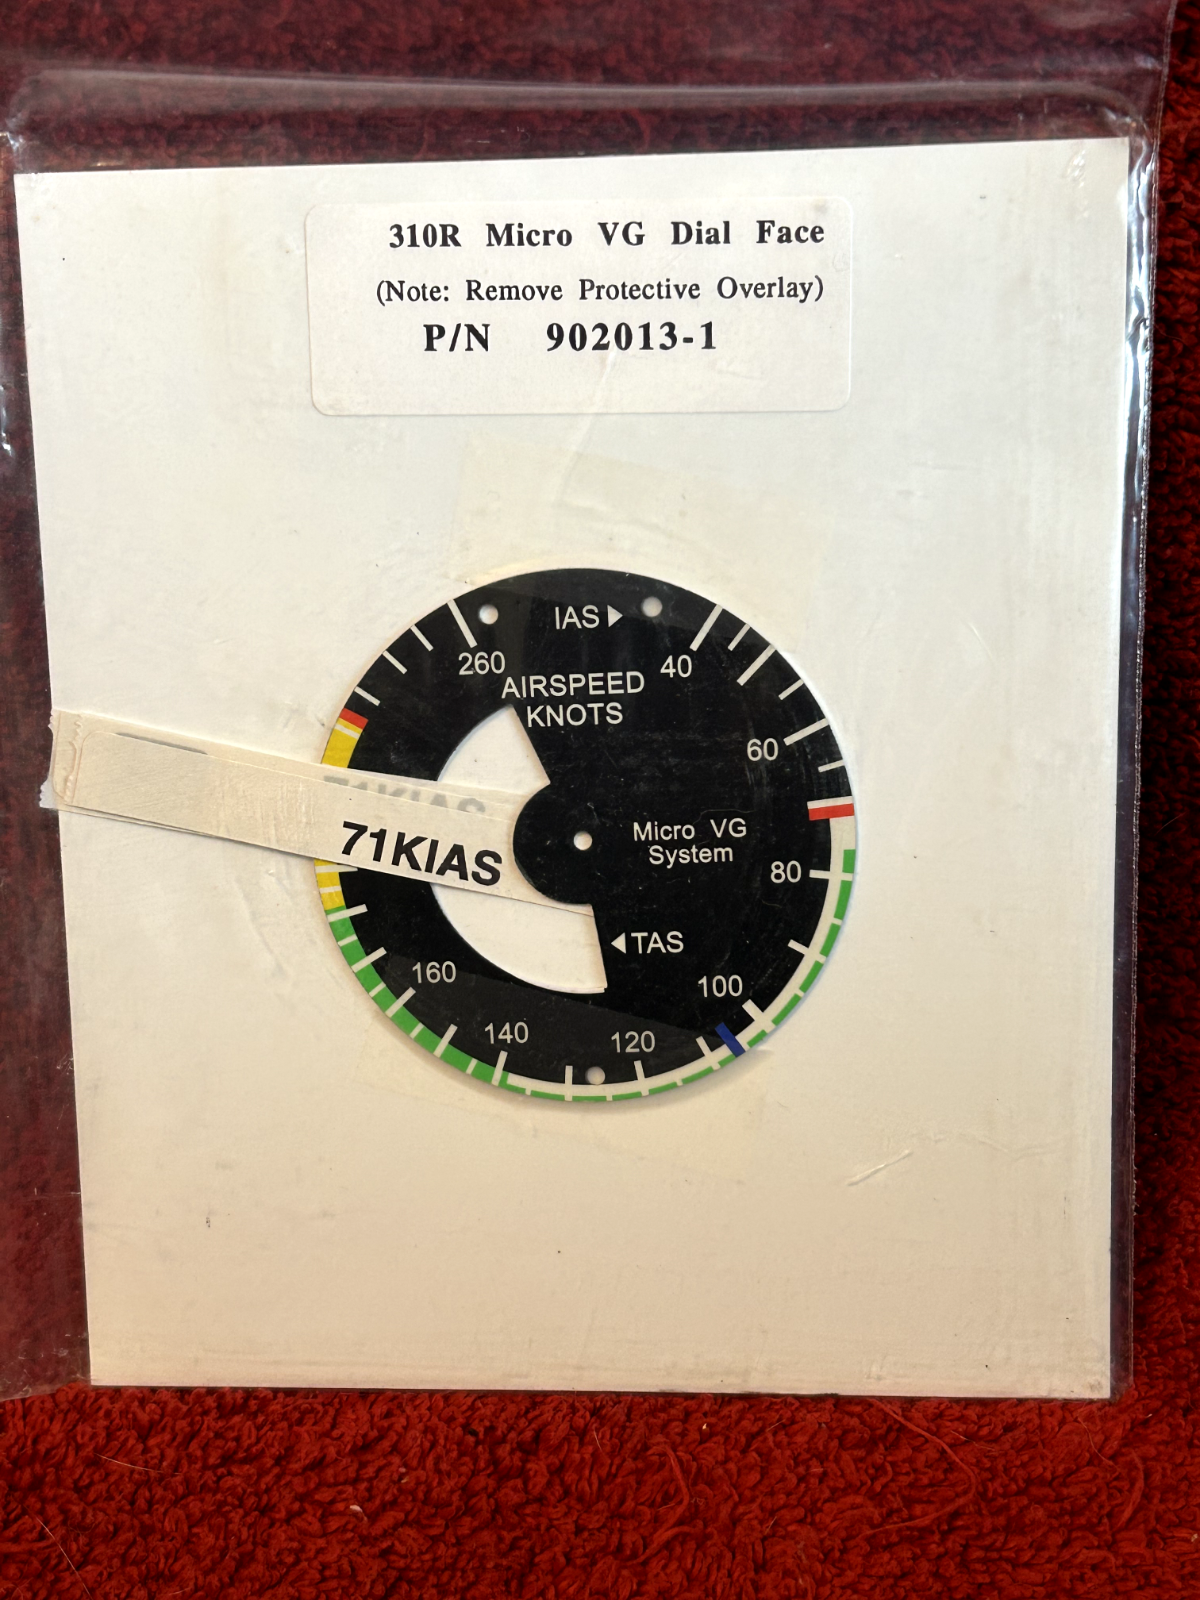 310R Micro VG Dial Face
(Note: Remove Protective Overlay)
P/N 902013-1
IAS
260
40
AIRSPEED
KNOTS
60
71KIAS
71KIAS
Micro VG
System
80
TAS
160
100
140
120